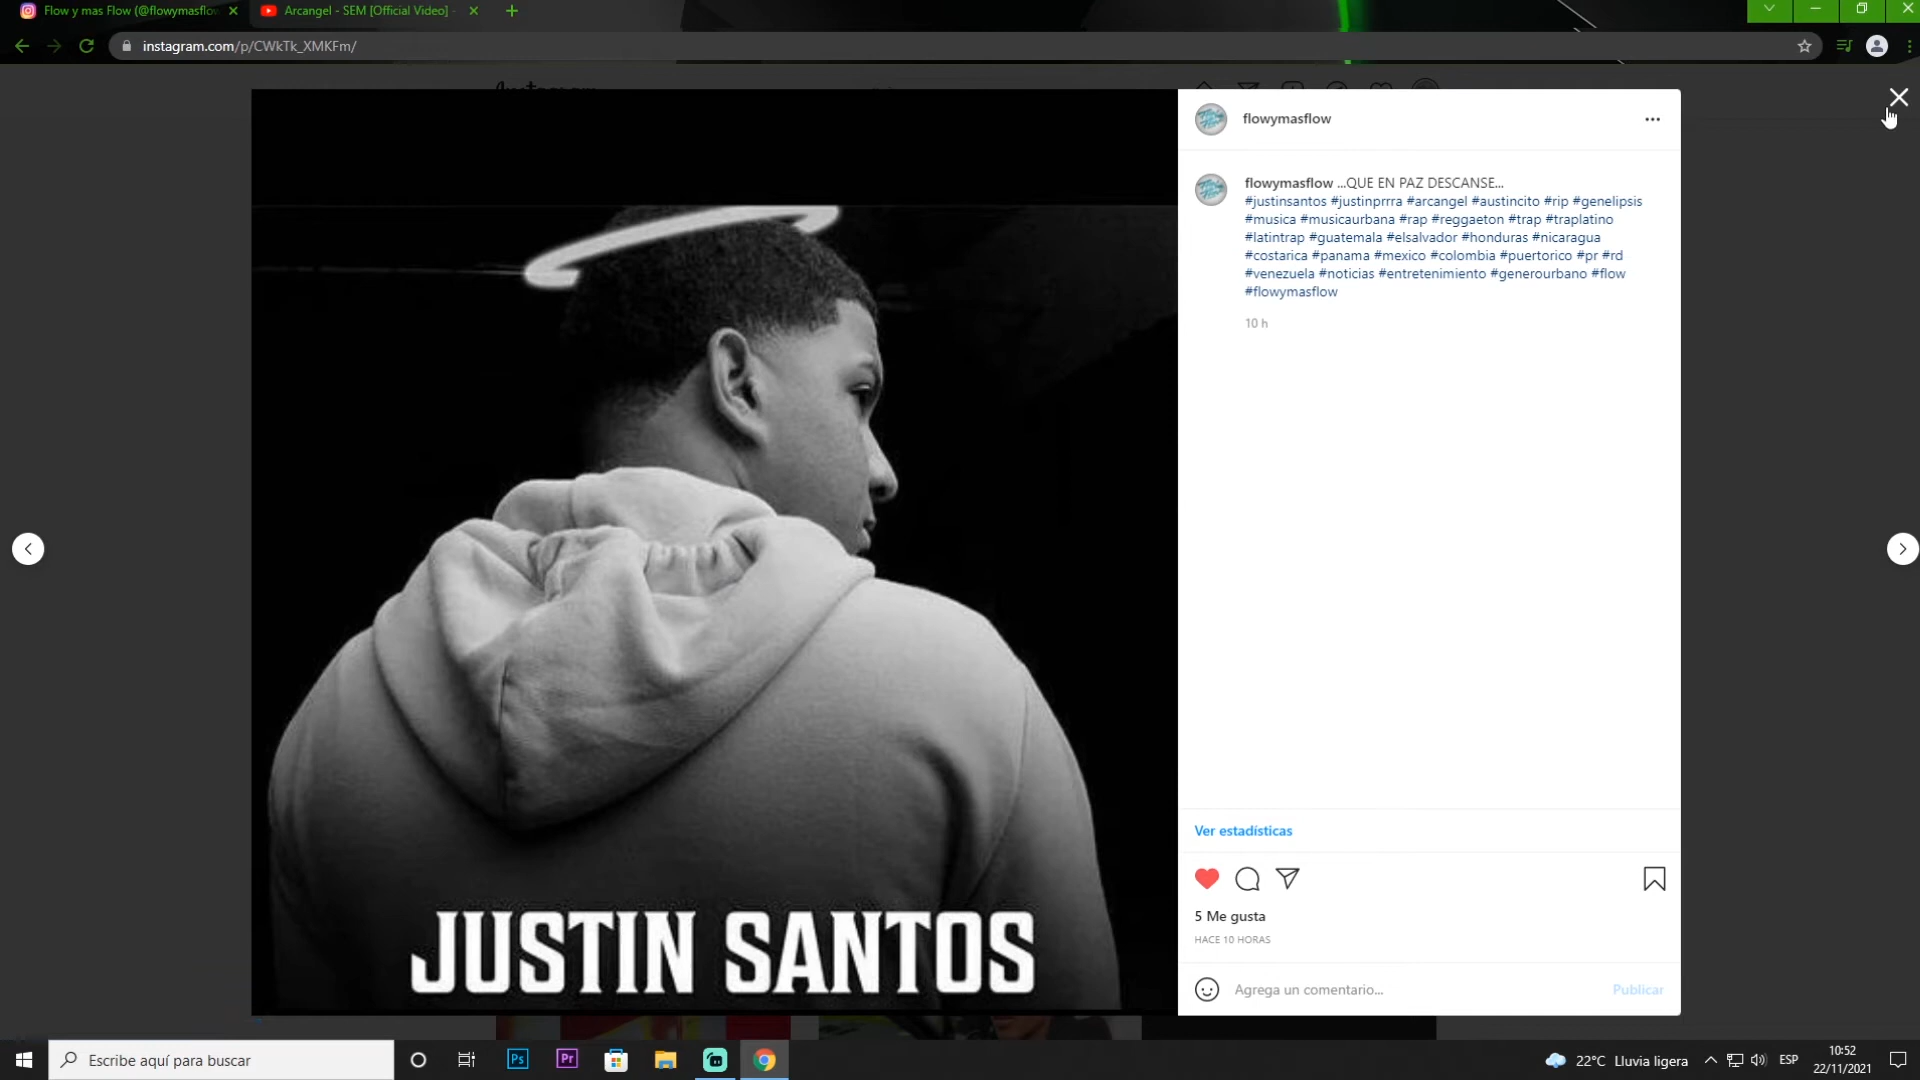 Flow y mas Flow (@flowymasflow
Arcangel - SEM [Official Video] -
instagram.com/p/CWkTk_XMKFm/
flowymasflow
flowymasflow ...QUE EN PAZ DESCANSE...
#justinsantos #justinprrra #arcangel #austincito #rip #genelipsis
#musica #musicaurbana #rap #reggaeton #trap #traplatino
#latintrap #guatemala #elsalvador #honduras #nicaragua
#costarica #panama #mexico #colombia #puertorico #pr #rd
#venezuela #noticias #entretenimiento #generourbano #flow
#flowymasflow
10 h
JUSTIN SANTOS
Ver estadísticas
5 Me gusta
HACE 10 HORAS
Agrega un comentario...
Publicar
Escribe aquí para buscar
Ps
Pr
22°C Lluvia ligera
ESP
10:52
22/11/2021